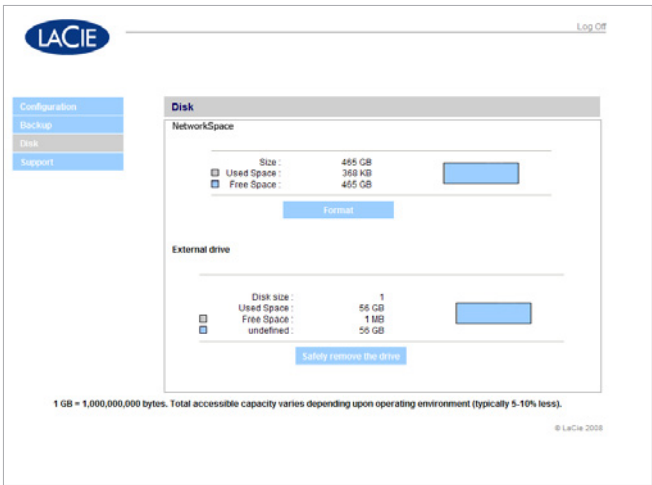 LACIE
Log Off
Configuration
Backup
Disk
Support
Disk
NetworkSpace
Size : 465 GB
Used Space : 368 KB
Free Space : 465 GB
Format
External drive
Disk size : 1
Used Space : 56 GB
Free Space : 1 MB
undefined : 56 GB
Safely remove the drive
1 GB = 1,000,000,000 bytes. Total accessible capacity varies depending upon operating environment (typically 5-10% less).
© LaCie 2008